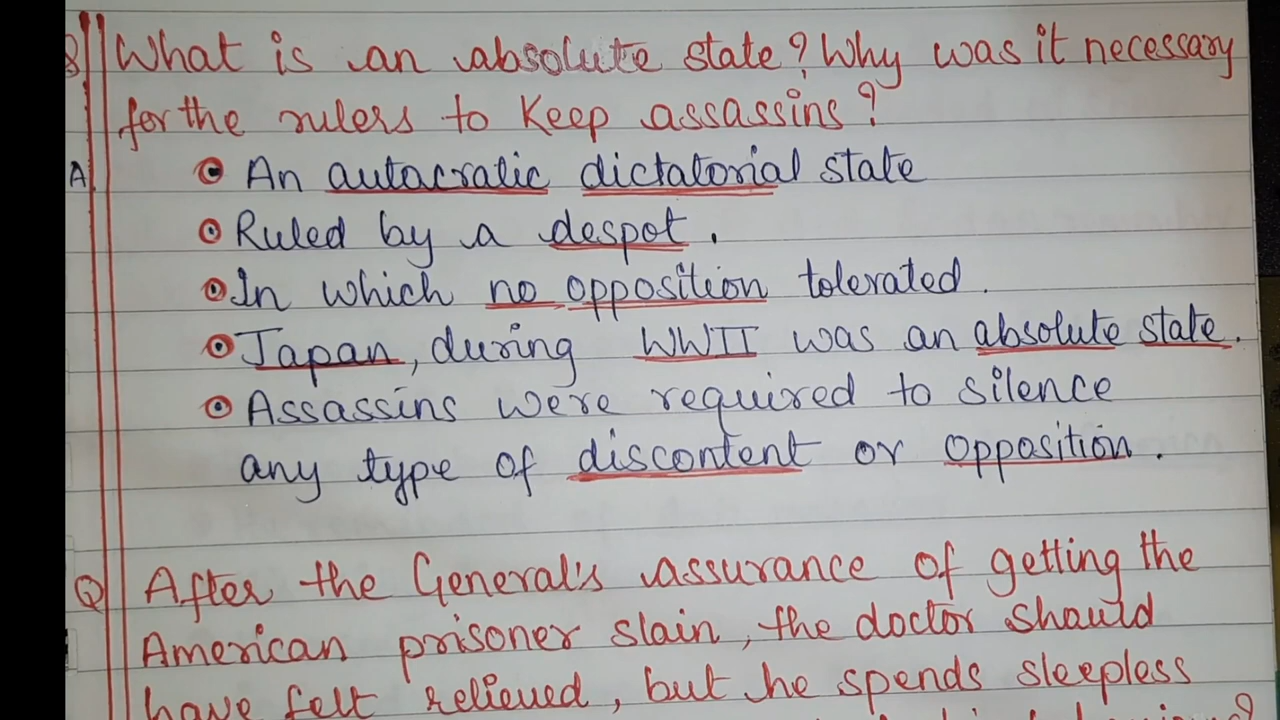 Q What is an absolute state? Why was it necessary
for the rulers to keep assassins?
A • An autacratic dictatorial state
• Ruled by a despot.
• In which no opposition tolerated.
• Japan, during WWII was an absolute state.
• Assassins were required to silence
any type of discontent or opposition.
Q After the General's assurance of getting the
American prisoner slain, the doctor should
have felt relieved, but he spends sleepless